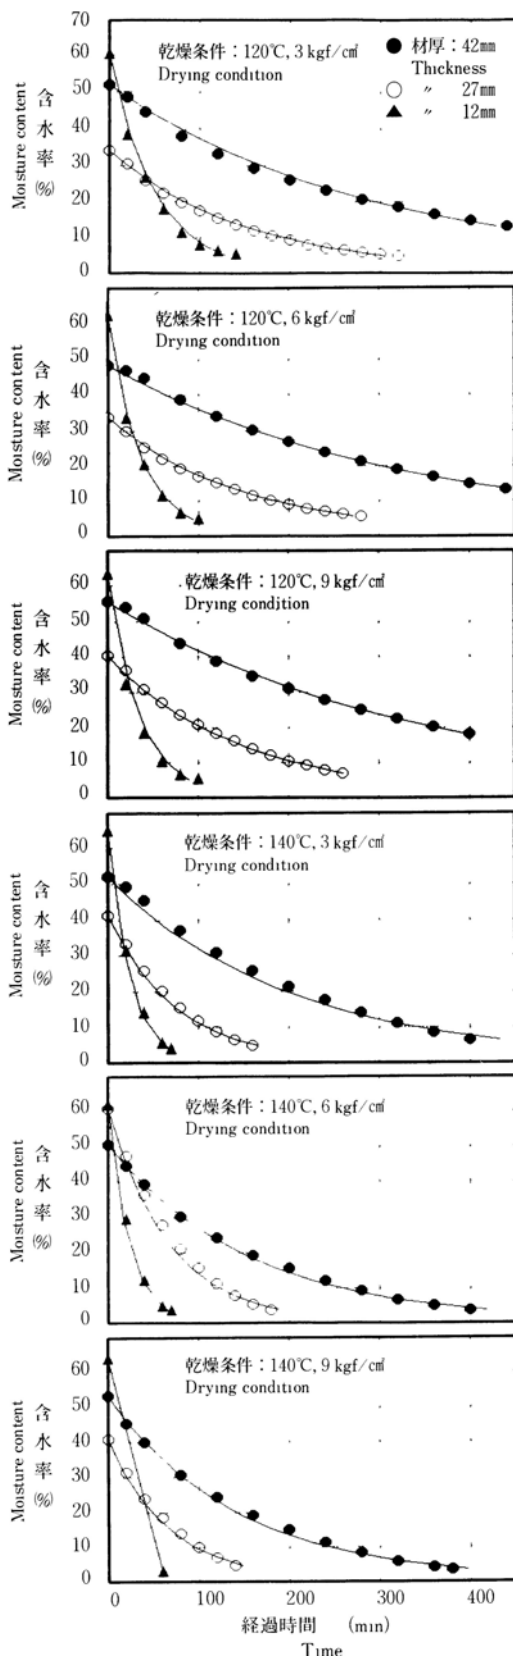 70
60
50
40
30
20
10
0
含水率
Moisture content
(%)
乾燥条件：120℃, 3 kgf/c㎡
Drying condition
● 材厚：42mm
Thickness
○ 〃 27mm
▲ 〃 12mm
60
50
40
30
20
10
0
含水率
Moisture content
(%)
乾燥条件：120℃, 6 kgf/c㎡
Drying condition
60
50
40
30
20
10
0
含水率
Moisture content
(%)
乾燥条件：120℃, 9 kgf/c㎡
Drying condition
60
50
40
30
20
10
0
含水率
Moisture content
(%)
乾燥条件：140℃, 3 kgf/c㎡
Drying condition
60
50
40
30
20
10
0
含水率
Moisture content
(%)
乾燥条件：140℃, 6 kgf/c㎡
Drying condition
60
50
40
30
20
10
0
含水率
Moisture content
(%)
乾燥条件：140℃, 9 kgf/c㎡
Drying condition
0 100 200 300 400
経過時間 (min)
Time